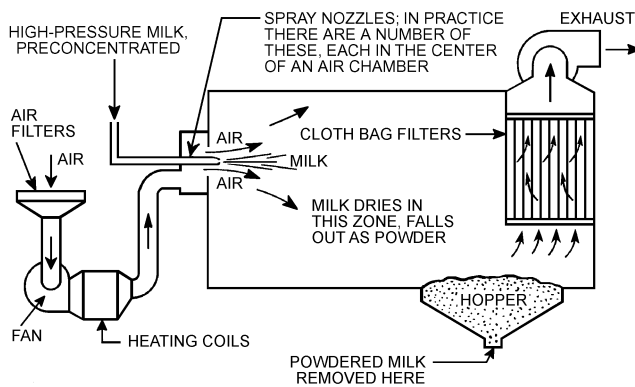 HIGH-PRESSURE MILK,
PRECONCENTRATED
SPRAY NOZZLES; IN PRACTICE
THERE ARE A NUMBER OF
THESE, EACH IN THE CENTER
OF AN AIR CHAMBER
EXHAUST
AIR
FILTERS
AIR
AIR
CLOTH BAG FILTERS
MILK
AIR
MILK DRIES IN
THIS ZONE, FALLS
OUT AS POWDER
HOPPER
FAN
HEATING COILS
POWDERED MILK
REMOVED HERE